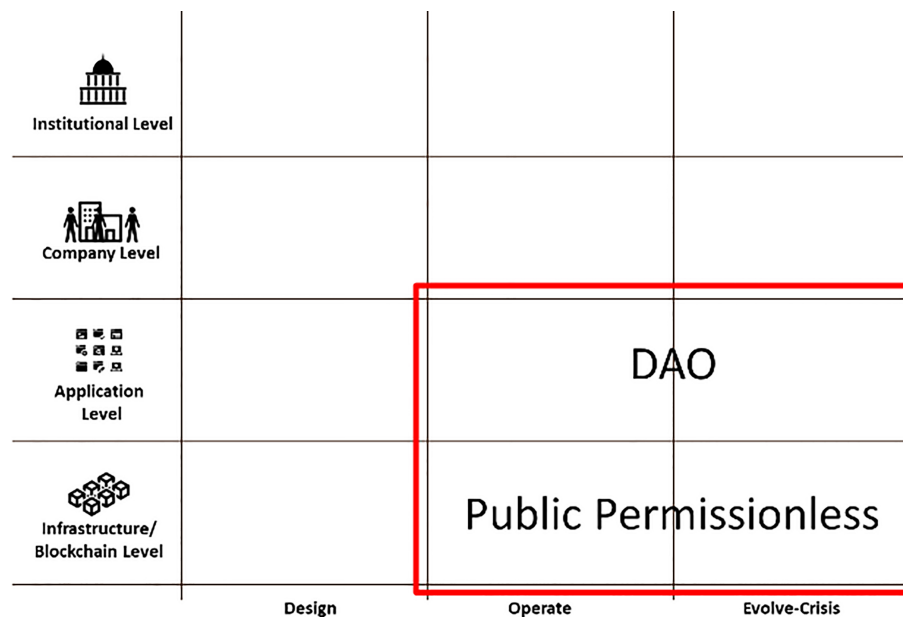 Institutional Level
Company Level
DAO
Application
Level
Public Permissionless
Infrastructure/
Blockchain Level
Design
Operate
Evolve-Crisis